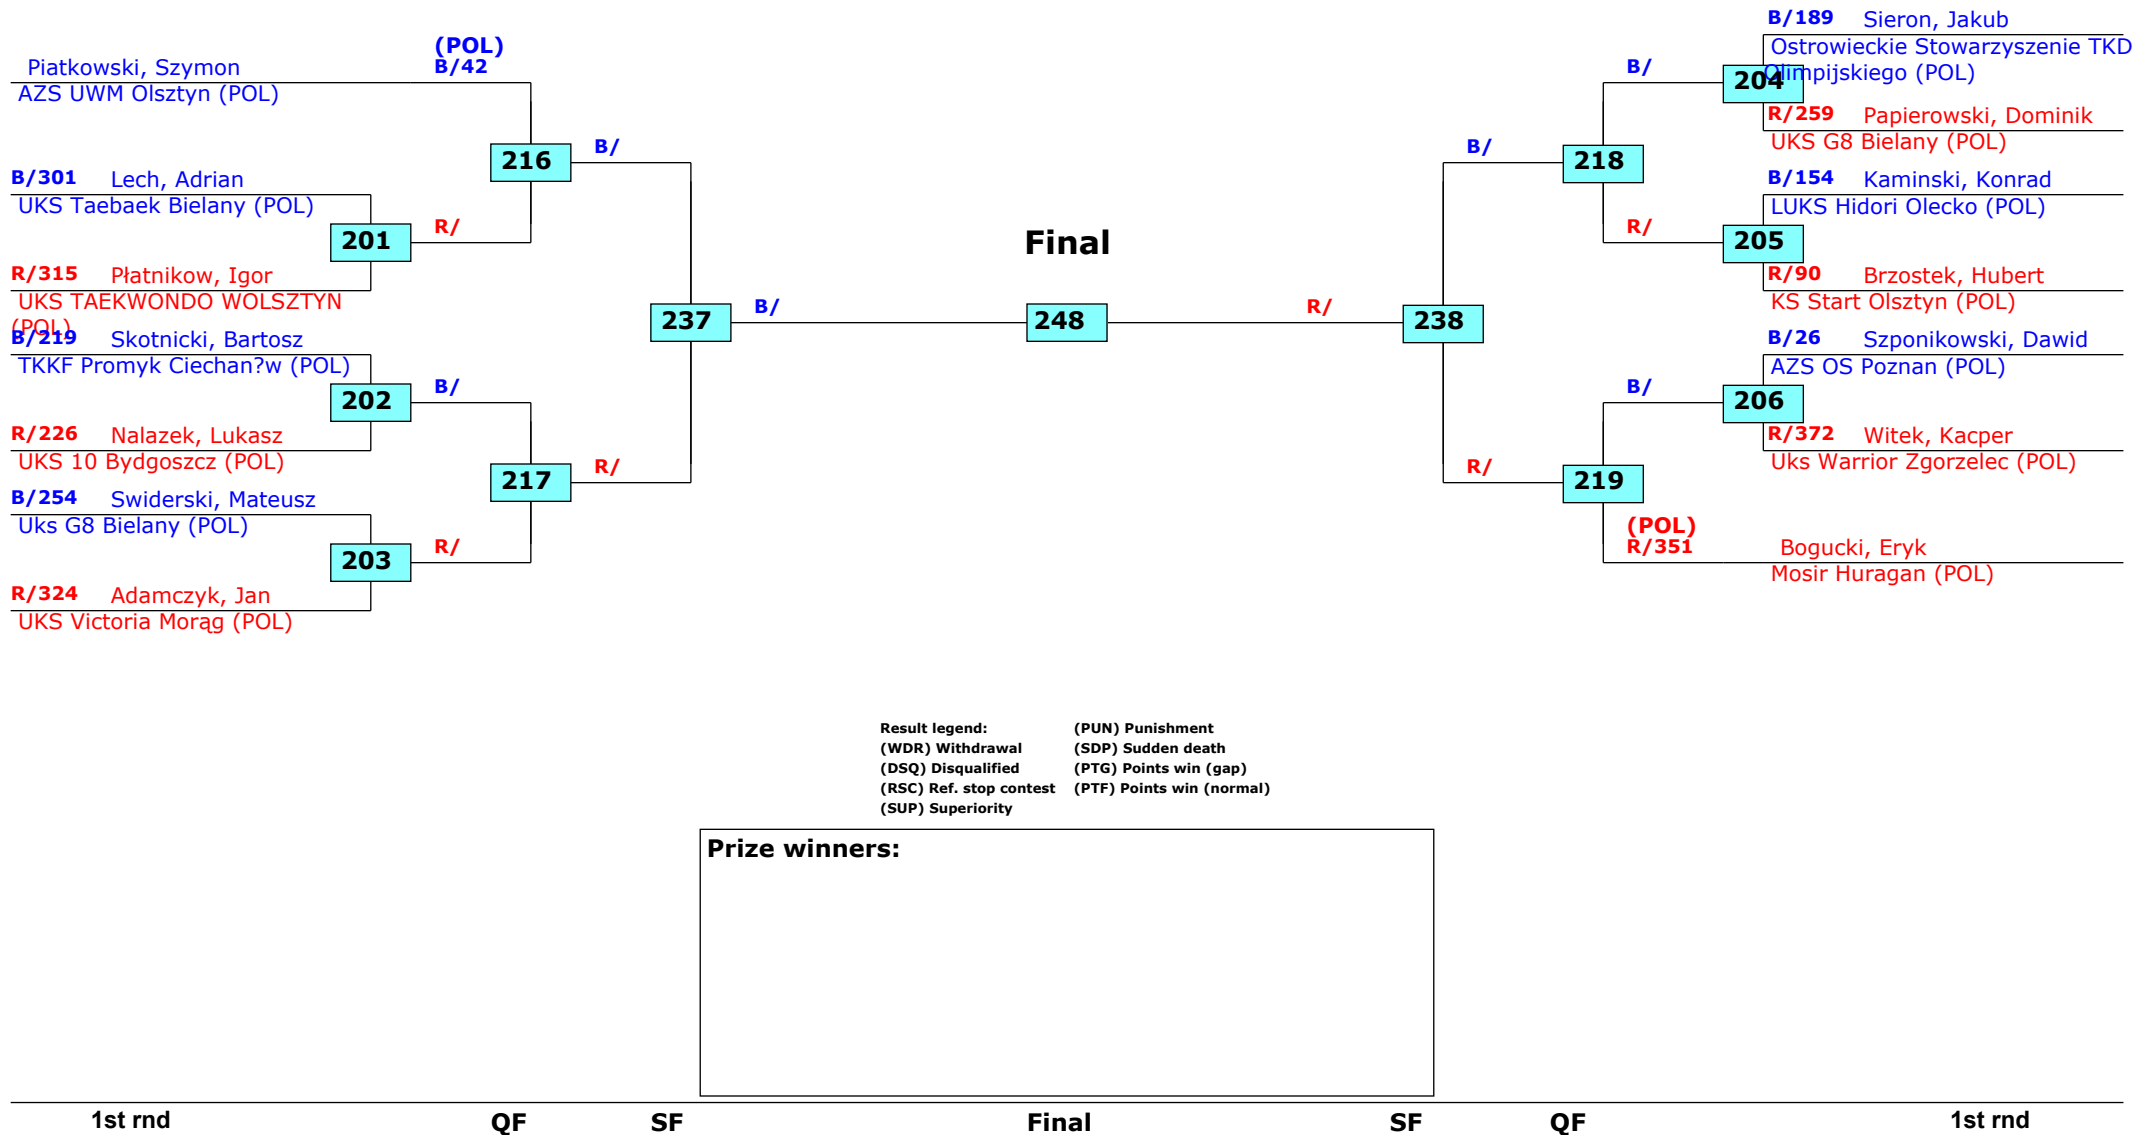 Piatkowski, Szymon
AZS UWM Olsztyn (POL)
(POL)
B/42
B/301 Lech, Adrian
UKS Taebaek Bielany (POL)
201
R/315 Płatnikow, Igor
UKS TAEKWONDO WOLSZTYN
(POL)
B/219 Skotnicki, Bartosz
TKKF Promyk Ciechan?w (POL)
202
R/226 Nalazek, Lukasz
UKS 10 Bydgoszcz (POL)
B/254 Swiderski, Mateusz
Uks G8 Bielany (POL)
203
R/324 Adamczyk, Jan
UKS Victoria Morąg (POL)
216
R/
B/
217
R/
B/
237
R/
B/
Final
248
R/
238
B/
R/
218
B/
R/
219
B/
(POL)
R/351
B/189 Sieron, Jakub
Ostrowieckie Stowarzyszenie TKD
Olimpijskiego (POL)
204
R/259 Papierowski, Dominik
UKS G8 Bielany (POL)
B/154 Kaminski, Konrad
LUKS Hidori Olecko (POL)
205
R/90 Brzostek, Hubert
KS Start Olsztyn (POL)
B/26 Szponikowski, Dawid
AZS OS Poznan (POL)
206
R/372 Witek, Kacper
Uks Warrior Zgorzelec (POL)
Bogucki, Eryk
Mosir Huragan (POL)
Result legend: (PUN) Punishment
(WDR) Withdrawal (SDP) Sudden death
(DSQ) Disqualified (PTG) Points win (gap)
(RSC) Ref. stop contest (PTF) Points win (normal)
(SUP) Superiority
Prize winners:
1st rnd QF SF Final SF QF 1st rnd